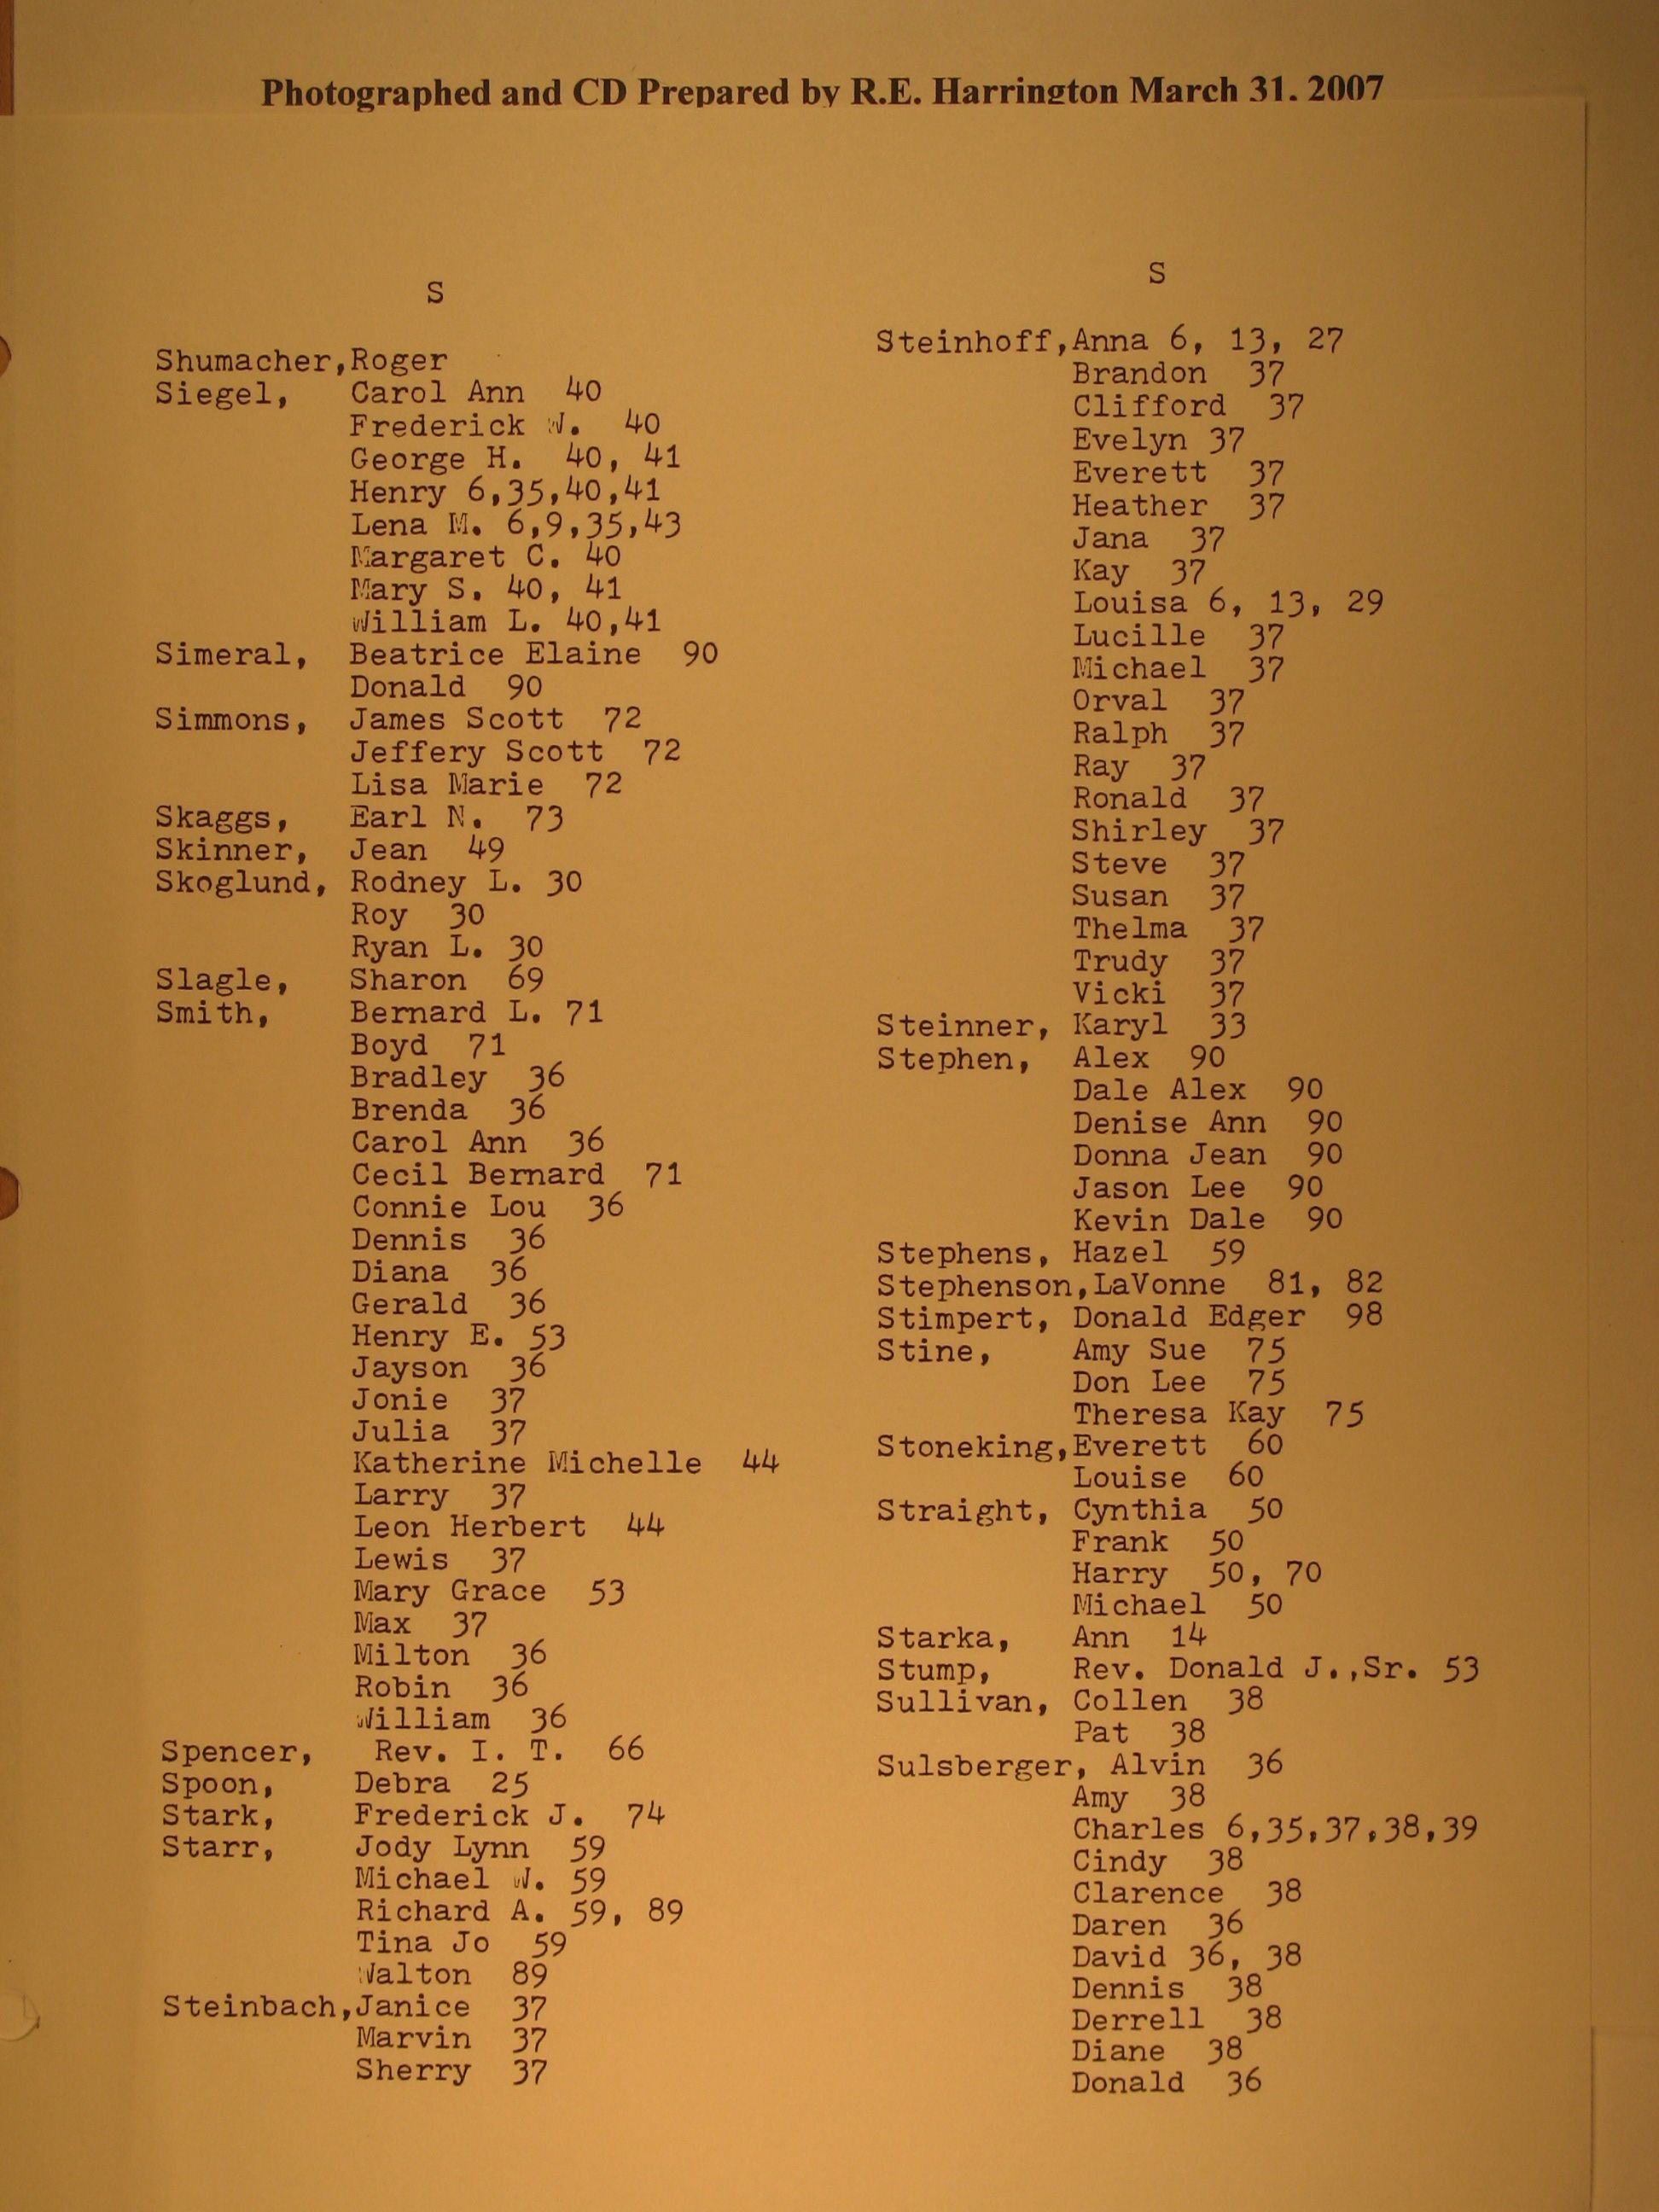 Photographed and CD Prepared by R.E. Harrington March 31. 2007
S
Shumacher,Roger
Siegel, Carol Ann 40
Frederick W. 40
George H. 40, 41
Henry 6,35,40,41
Lena M. 6,9,35,43
Margaret C. 40
Mary S. 40, 41
William L. 40,41
Simeral, Beatrice Elaine 90
Donald 90
Simmons, James Scott 72
Jeffery Scott 72
Lisa Marie 72
Skaggs, Earl N. 73
Skinner, Jean 49
Skoglund, Rodney L. 30
Roy 30
Ryan L. 30
Slagle, Sharon 69
Smith, Bernard L. 71
Boyd 71
Bradley 36
Brenda 36
Carol Ann 36
Cecil Bernard 71
Connie Lou 36
Dennis 36
Diana 36
Gerald 36
Henry E. 53
Jayson 36
Jonie 37
Julia 37
Katherine Michelle 44
Larry 37
Leon Herbert 44
Lewis 37
Mary Grace 53
Max 37
Milton 36
Robin 36
William 36
Spencer, Rev. I. T. 66
Spoon, Debra 25
Stark, Frederick J. 74
Starr, Jody Lynn 59
Michael W. 59
Richard A. 59, 89
Tina Jo 59
Walton 89
Steinbach,Janice 37
Marvin 37
Sherry 37
S
Steinhoff,Anna 6, 13, 27
Brandon 37
Clifford 37
Evelyn 37
Everett 37
Heather 37
Jana 37
Kay 37
Louisa 6, 13, 29
Lucille 37
Michael 37
Orval 37
Ralph 37
Ray 37
Ronald 37
Shirley 37
Steve 37
Susan 37
Thelma 37
Trudy 37
Vicki 37
Steinner, Karyl 33
Stephen, Alex 90
Dale Alex 90
Denise Ann 90
Donna Jean 90
Jason Lee 90
Kevin Dale 90
Stephens, Hazel 59
Stephenson,LaVonne 81, 82
Stimpert, Donald Edger 98
Stine, Amy Sue 75
Don Lee 75
Theresa Kay 75
Stoneking,Everett 60
Louise 60
Straight, Cynthia 50
Frank 50
Harry 50, 70
Michael 50
Starka, Ann 14
Stump, Rev. Donald J.,Sr. 53
Sullivan, Collen 38
Pat 38
Sulsberger, Alvin 36
Amy 38
Charles 6,35,37,38,39
Cindy 38
Clarence 38
Daren 36
David 36, 38
Dennis 38
Derrell 38
Diane 38
Donald 36